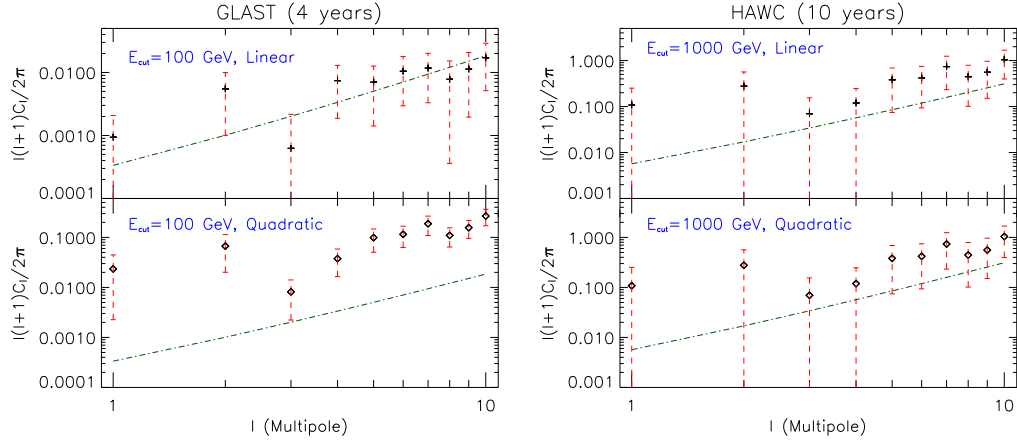 GLAST (4 years)
E_cut=100 GeV, Linear
l(l+1)C_l/2π
0.0100
0.0010
0.0001
E_cut=100 GeV, Quadratic
l(l+1)C_l/2π
0.1000
0.0100
0.0010
0.0001
1
10
l (Multipole)
HAWC (10 years)
E_cut=1000 GeV, Linear
l(l+1)C_l/2π
1.000
0.100
0.010
0.001
E_cut=1000 GeV, Quadratic
l(l+1)C_l/2π
1.000
0.100
0.010
0.001
1
10
l (Multipole)